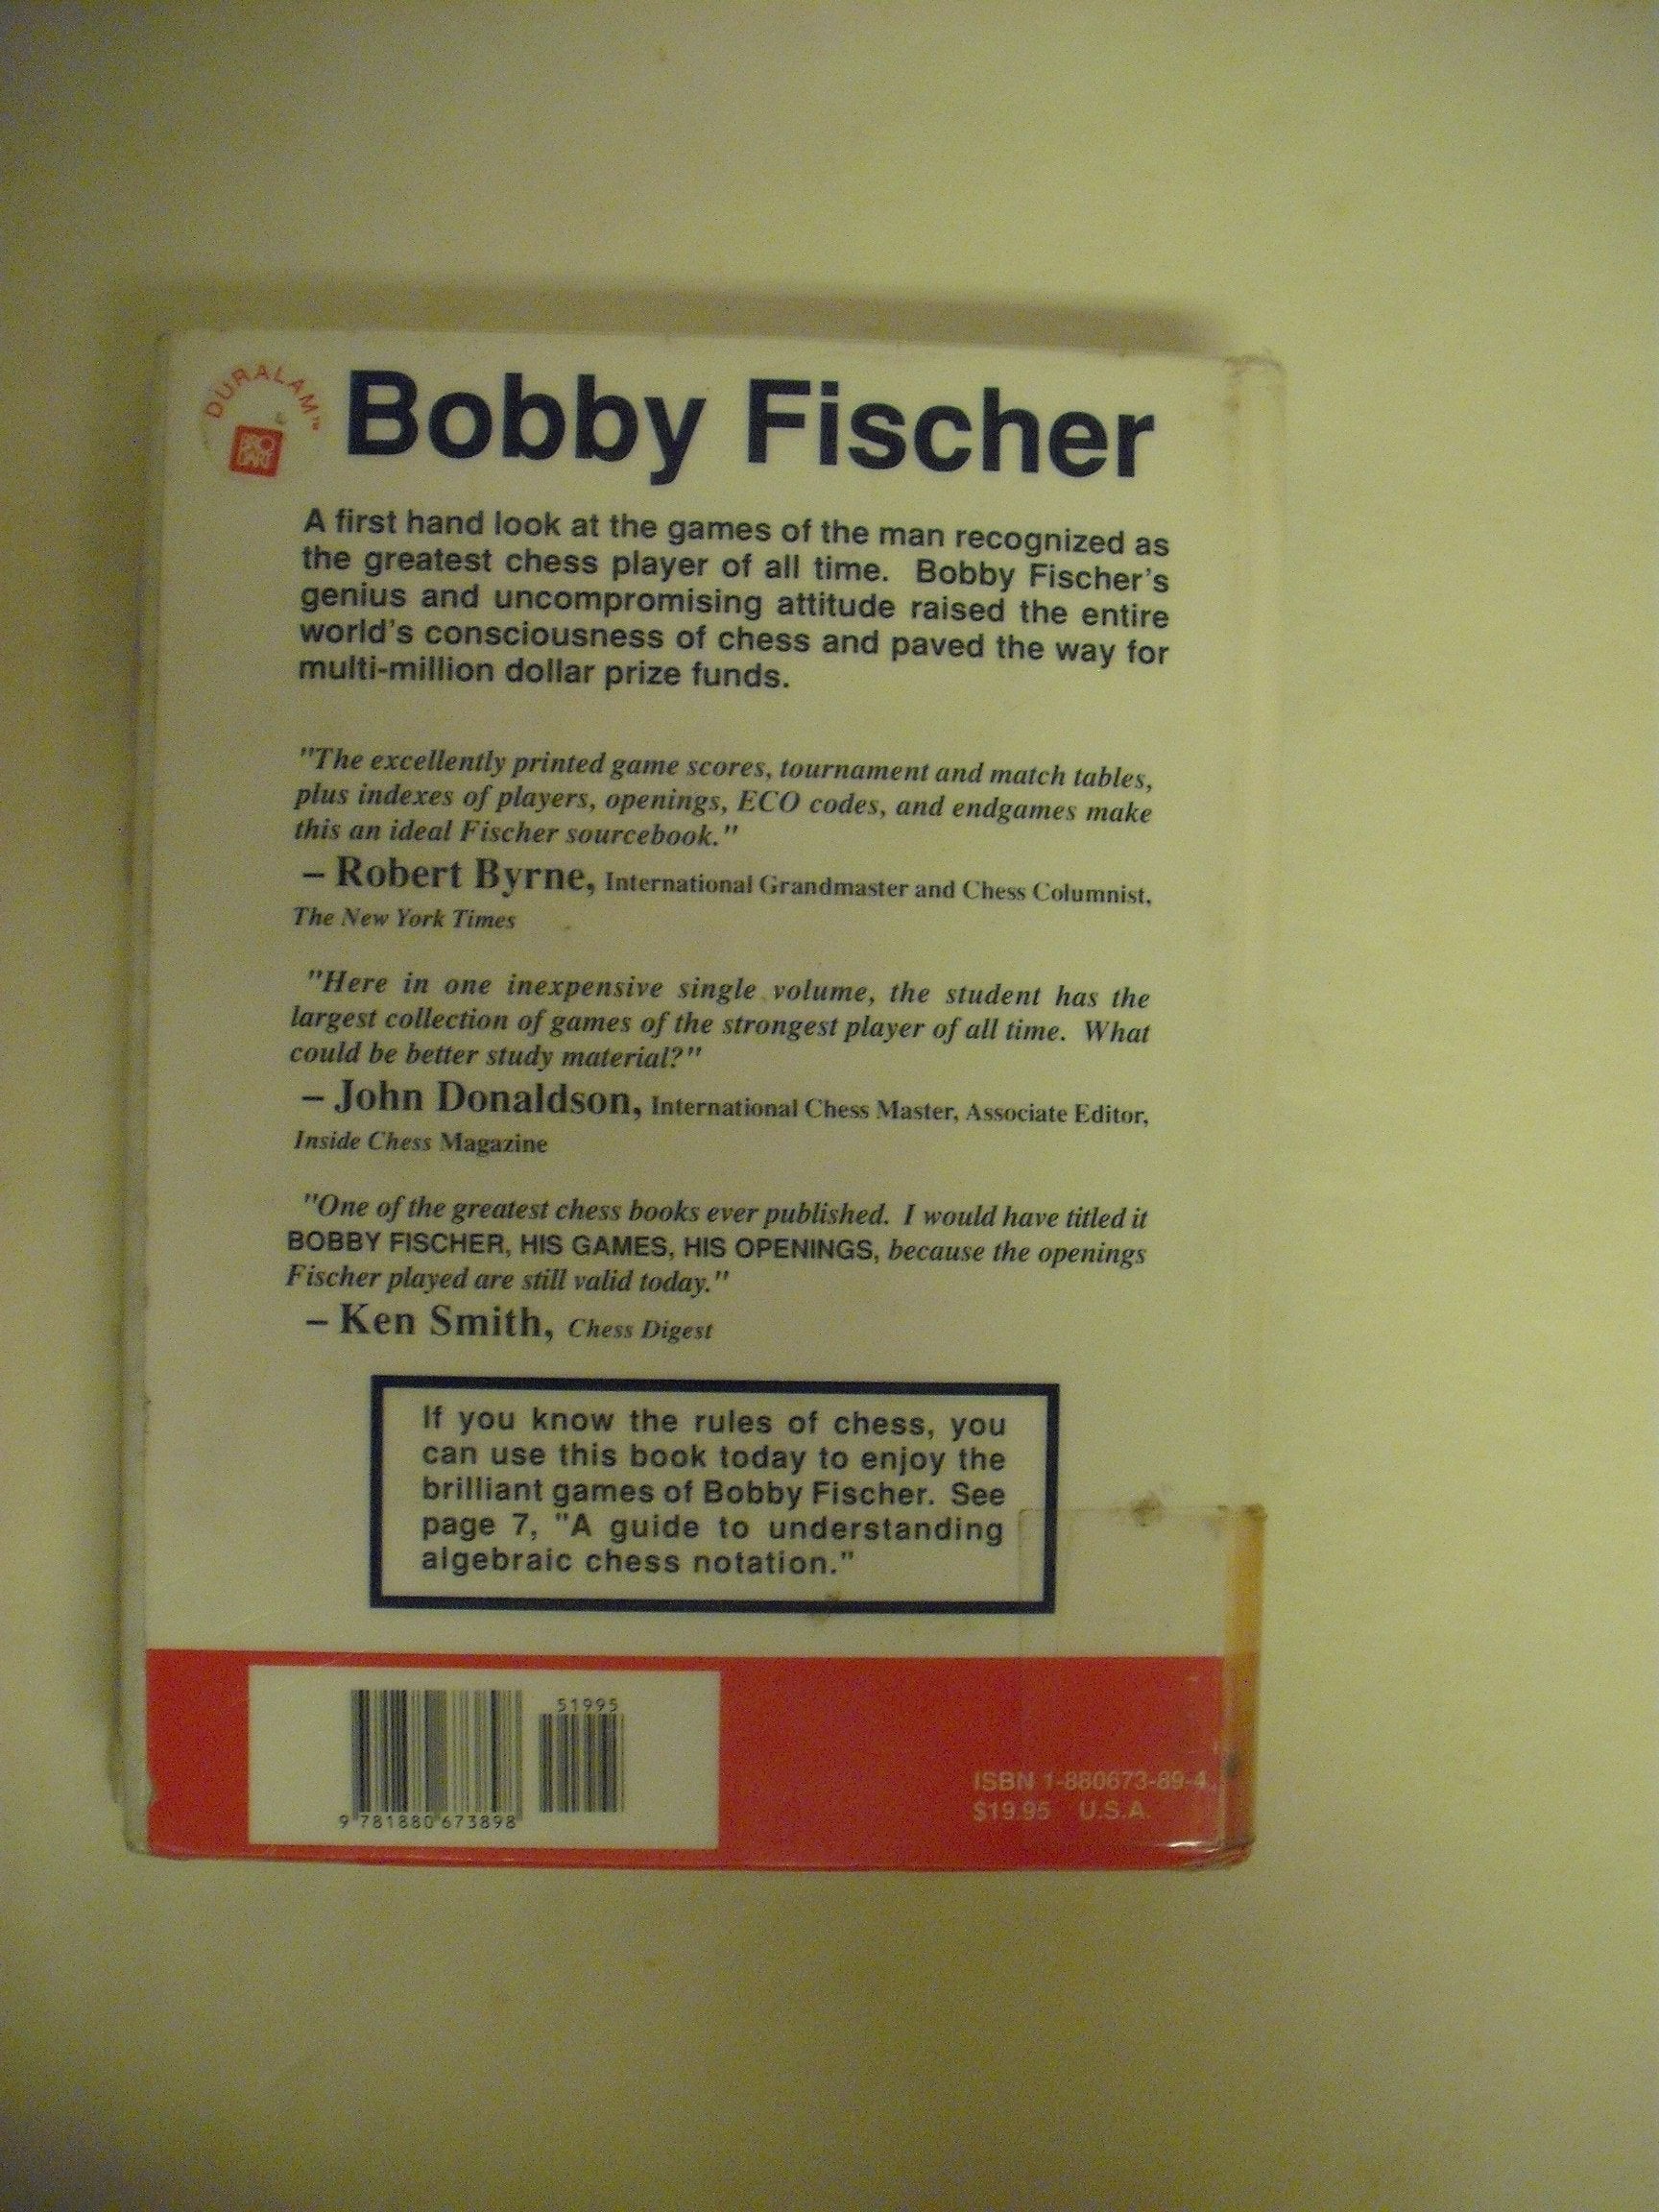 DURALAM™
BRO
DART
Bobby Fischer
A first hand look at the games of the man recognized as
the greatest chess player of all time. Bobby Fischer's
genius and uncompromising attitude raised the entire
world's consciousness of chess and paved the way for
multi-million dollar prize funds.
"The excellently printed game scores, tournament and match tables,
plus indexes of players, openings, ECO codes, and endgames make
this an ideal Fischer sourcebook."
– Robert Byrne, International Grandmaster and Chess Columnist,
The New York Times
"Here in one inexpensive single volume, the student has the
largest collection of games of the strongest player of all time. What
could be better study material?"
– John Donaldson, International Chess Master, Associate Editor,
Inside Chess Magazine
"One of the greatest chess books ever published. I would have titled it
BOBBY FISCHER, HIS GAMES, HIS OPENINGS, because the openings
Fischer played are still valid today."
– Ken Smith, Chess Digest
If you know the rules of chess, you
can use this book today to enjoy the
brilliant games of Bobby Fischer. See
page 7, "A guide to understanding
algebraic chess notation."
51995
9 781880 673898
ISBN 1-880673-89-4
$19.95 U.S.A.